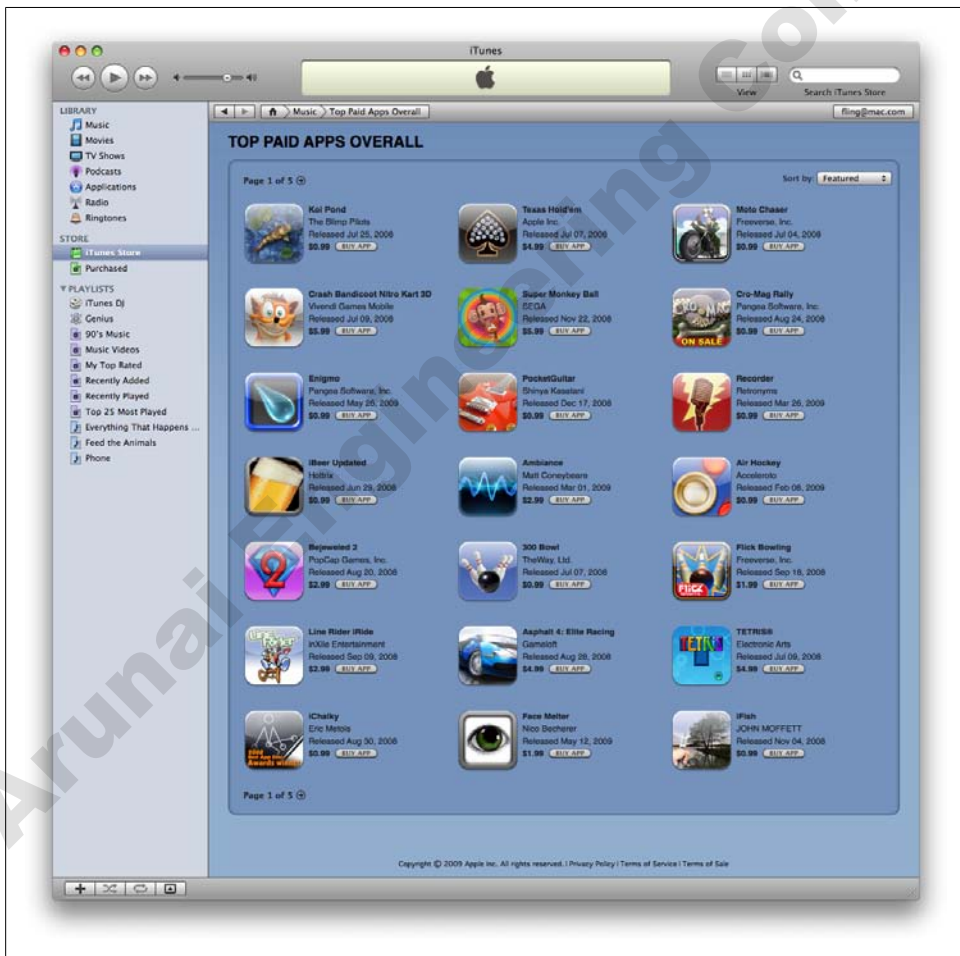 iTunes
View
Search iTunes Store
LIBRARY
Music
Movies
TV Shows
Podcasts
Applications
Radio
Ringtones
STORE
iTunes Store
Purchased
PLAYLISTS
iTunes DJ
Genius
90's Music
Music Videos
My Top Rated
Recently Added
Recently Played
Top 25 Most Played
Everything That Happens ...
Feed the Animals
Phone
Music Top Paid Apps Overall
fling@mac.com
TOP PAID APPS OVERALL
Page 1 of 5
Sort by: Featured
Koi Pond
The Blimp Pilots
Released Jul 25, 2008
$0.99 BUY APP
Texas Hold'em
Apple Inc.
Released Jul 07, 2008
$4.99 BUY APP
Moto Chaser
Freeverse, Inc.
Released Jul 04, 2008
$0.99 BUY APP
Crash Bandicoot Nitro Kart 3D
Vivendi Games Mobile
Released Jul 09, 2008
$5.99 BUY APP
Super Monkey Ball
SEGA
Released Nov 22, 2008
$5.99 BUY APP
CRO MAG
ON SALE
Cro-Mag Rally
Pangea Software, Inc.
Released Aug 24, 2008
$0.99 BUY APP
Enigmo
Pangea Software, Inc.
Released May 26, 2009
$0.99 BUY APP
PocketGuitar
Shinya Kasatani
Released Dec 17, 2008
$0.99 BUY APP
Recorder
Retronyms
Released Mar 26, 2009
$0.99 BUY APP
iBeer Updated
Hottrix
Released Jun 29, 2008
$0.99 BUY APP
Ambiance
Matt Coneybeare
Released Mar 01, 2009
$2.99 BUY APP
Air Hockey
Acceleroto
Released Feb 06, 2009
$0.99 BUY APP
2
Bejeweled 2
PopCap Games, Inc.
Released Aug 20, 2008
$2.99 BUY APP
300 Bowl
TheWay, Ltd.
Released Jul 07, 2008
$0.99 BUY APP
FLICK
Flick Bowling
Freeverse, Inc.
Released Sep 18, 2008
$1.99 BUY APP
Line Rider
Line Rider iRide
inXile Entertainment
Released Sep 09, 2008
$2.99 BUY APP
Asphalt 4: Elite Racing
Gameloft
Released Aug 28, 2008
$4.99 BUY APP
TETRIS
TETRIS®
Electronic Arts
Released Jul 09, 2008
$4.99 BUY APP
2008
Best App Ever
Awards winner
iChalky
Eric Metois
Released Aug 30, 2008
$0.99 BUY APP
Face Melter
Nico Becherer
Released May 12, 2009
$1.99 BUY APP
iFish
JOHN MOFFETT
Released Nov 04, 2008
$0.99 BUY APP
Page 1 of 5
Copyright © 2009 Apple Inc. All rights reserved. | Privacy Policy | Terms of Service | Terms of Sale
Arunai Engineering Con